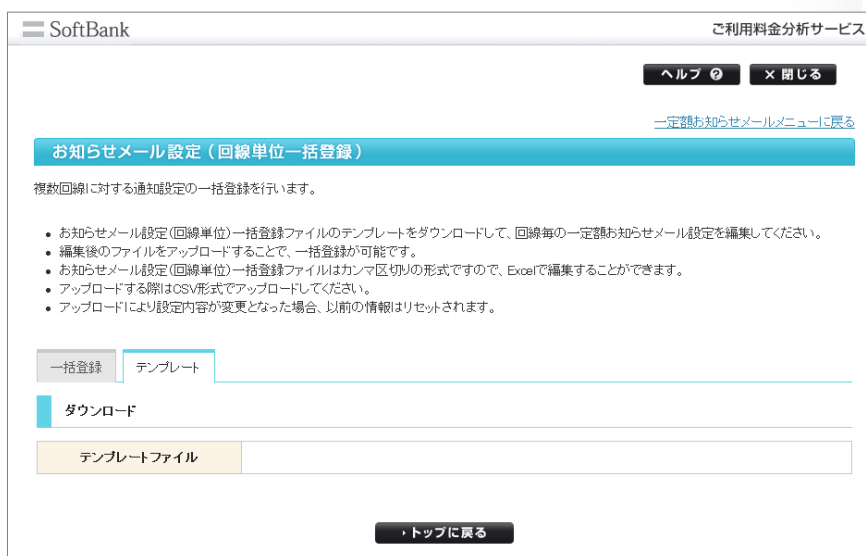 SoftBank
ご利用料金分析サービス
ヘルプ ?
×閉じる
一定額お知らせメールメニューに戻る
お知らせメール設定(回線単位一括登録)
複数回線に対する通知設定の一括登録を行います。
• お知らせメール設定(回線単位)一括登録ファイルのテンプレートをダウンロードして、回線毎の一定額お知らせメール設定を編集してください。
• 編集後のファイルをアップロードすることで、一括登録が可能です。
• お知らせメール設定(回線単位)一括登録ファイルはカンマ区切りの形式ですので、Excelで編集することができます。
• アップロードする際はCSV形式でアップロードしてください。
• アップロードにより設定内容が変更となった場合、以前の情報はリセットされます。
一括登録
テンプレート
ダウンロード
テンプレートファイル
トップに戻る